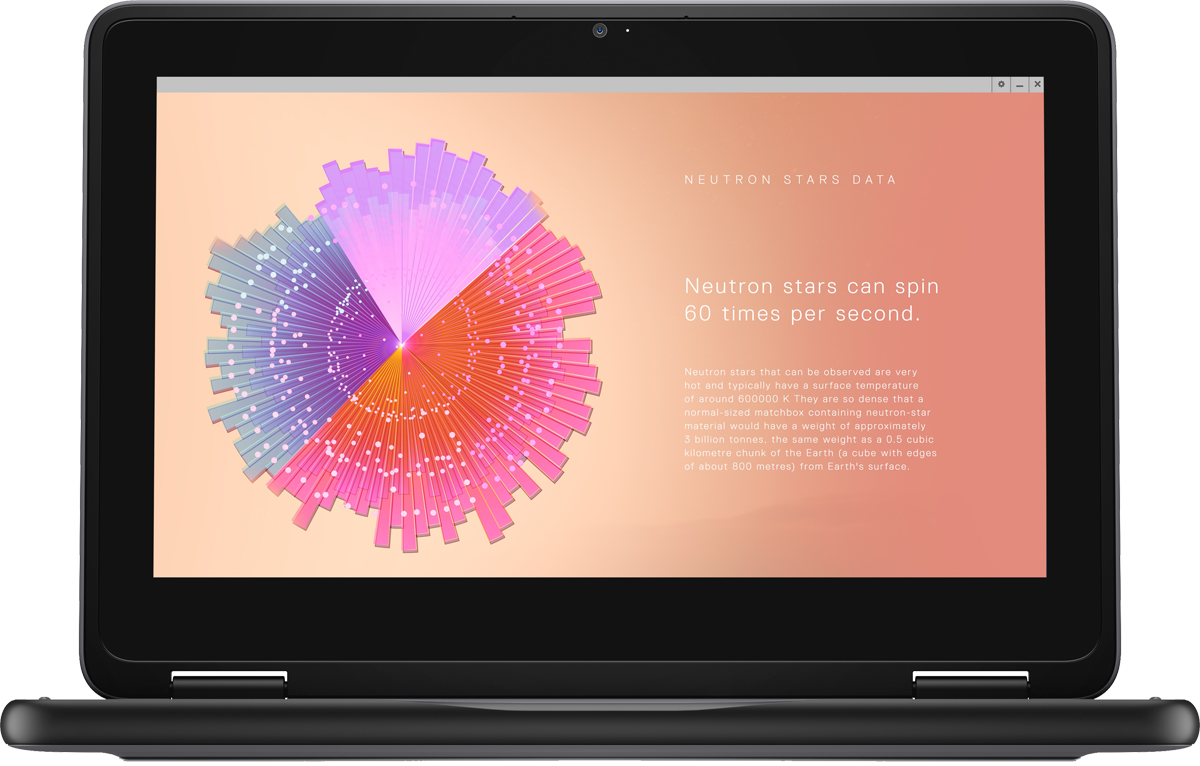 NEUTRON STARS DATA
Neutron stars can spin
60 times per second.
Neutron stars that can be observed are very
hot and typically have a surface temperature
of around 600000 K They are so dense that a
normal-sized matchbox containing neutron-star
material would have a weight of approximately
3 billion tonnes, the same weight as a 0.5 cubic
kilometre chunk of the Earth (a cube with edges
of about 800 metres) from Earth's surface.